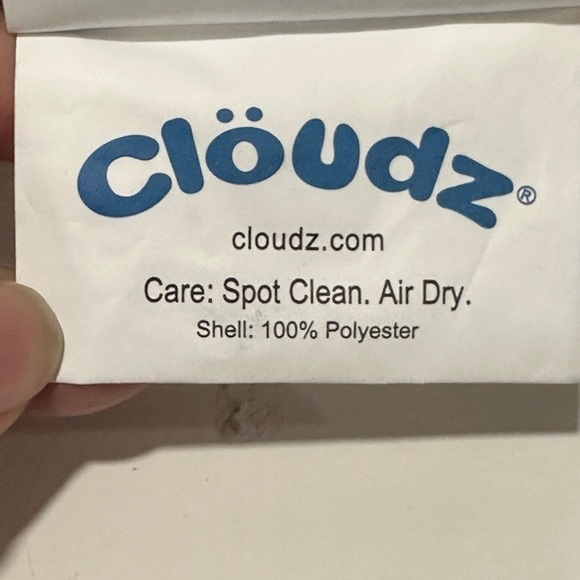 Clöudz®
cloudz.com
Care: Spot Clean. Air Dry.
Shell: 100% Polyester